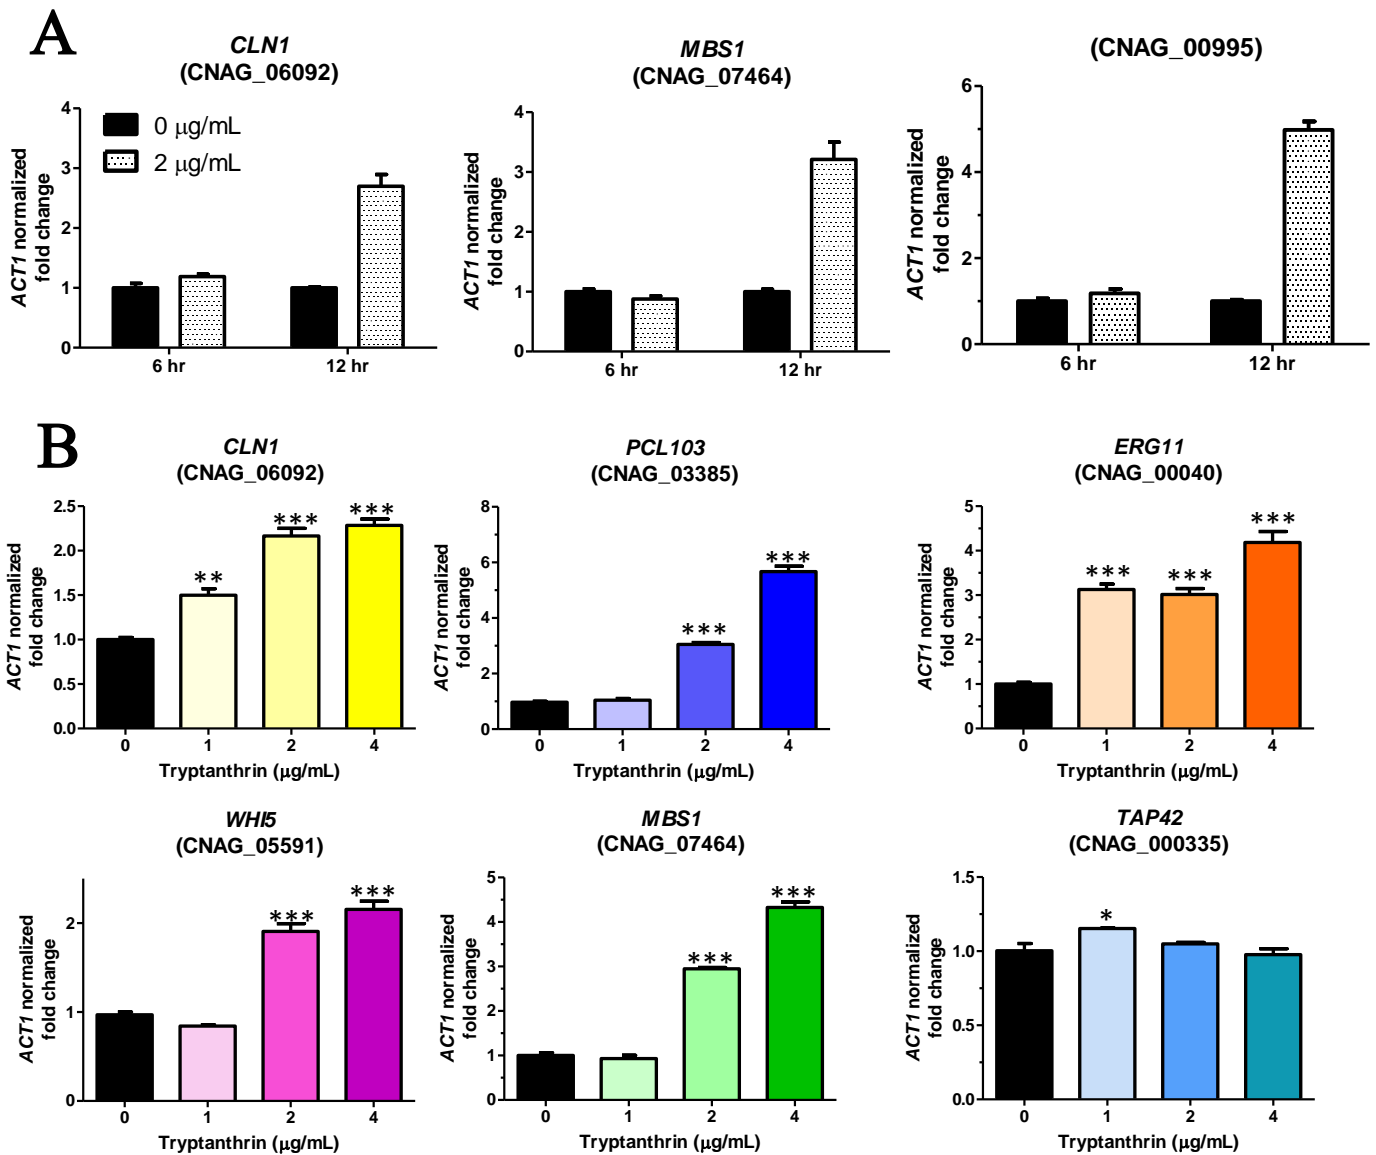 A
CLN1
(CNAG_06092)
ACT1 normalized
fold change
4
3
2
1
0
0 μg/mL
2 μg/mL
6 hr
12 hr
MBS1
(CNAG_07464)
ACT1 normalized
fold change
4
3
2
1
0
6 hr
12 hr
(CNAG_00995)
ACT1 normalized
fold change
6
4
2
0
6 hr
12 hr
B
CLN1
(CNAG_06092)
ACT1 normalized
fold change
2.5
2.0
1.5
1.0
0.5
0.0
**
***
***
0 1 2 4
Tryptanthrin (μg/mL)
PCL103
(CNAG_03385)
ACT1 normalized
fold change
8
6
4
2
0
***
***
0 1 2 4
Tryptanthrin (μg/mL)
ERG11
(CNAG_00040)
ACT1 normalized
fold change
5
4
3
2
1
0
***
***
***
0 1 2 4
Tryptanthrin (μg/mL)
WHI5
(CNAG_05591)
ACT1 normalized
fold change
2
1
0
***
***
0 1 2 4
Tryptanthrin (μg/mL)
MBS1
(CNAG_07464)
ACT1 normalized
fold change
5
4
3
2
1
0
***
***
0 1 2 4
Tryptanthrin (μg/mL)
TAP42
(CNAG_000335)
ACT1 normalized
fold change
1.5
1.0
0.5
0.0
*
0 1 2 4
Tryptanthrin (μg/mL)